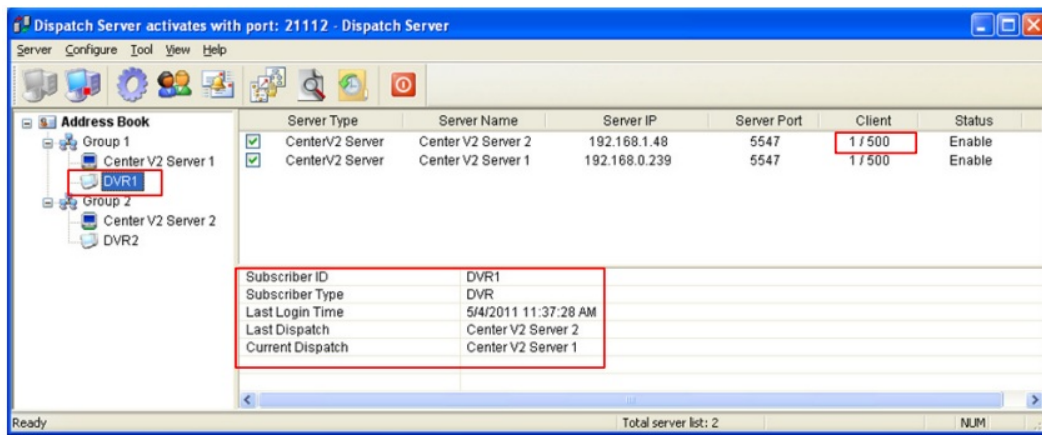 Dispatch Server activates with port: 21112 - Dispatch Server
Server Configure Tool View Help
Address Book
Group 1
Center V2 Server 1
DVR1
Group 2
Center V2 Server 2
DVR2
Server Type Server Name Server IP Server Port Client Status
CenterV2 Server Center V2 Server 2 192.168.1.48 5547 1 / 500 Enable
CenterV2 Server Center V2 Server 1 192.168.0.239 5547 1 / 500 Enable
Subscriber ID DVR1
Subscriber Type DVR
Last Login Time 5/4/2011 11:37:28 AM
Last Dispatch Center V2 Server 2
Current Dispatch Center V2 Server 1
Ready Total server list: 2 NUM